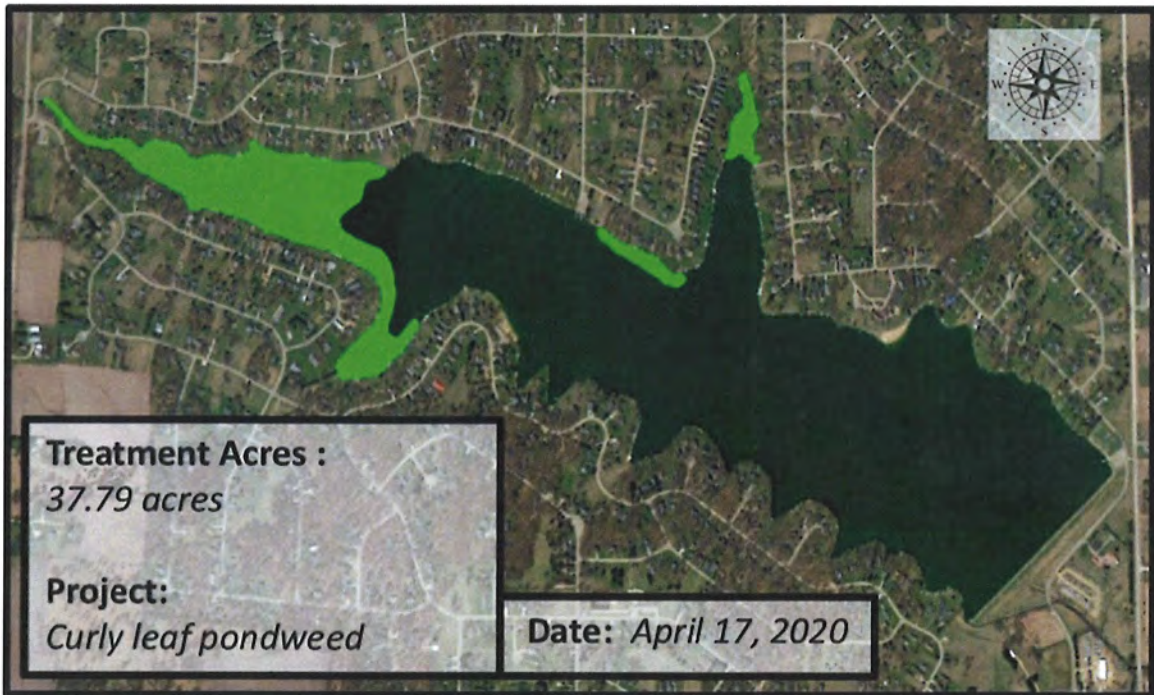 N
W E
S
Treatment Acres :
37.79 acres
Project:
Curly leaf pondweed
Date: April 17, 2020